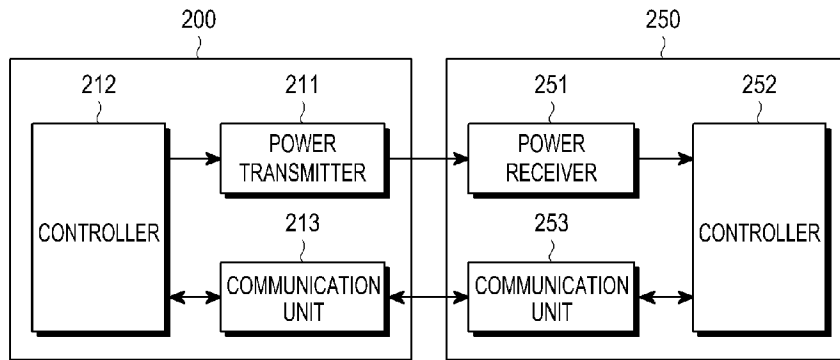 200
250
212
211
251
252
POWER
TRANSMITTER
POWER
RECEIVER
CONTROLLER
CONTROLLER
213
253
COMMUNICATION
UNIT
COMMUNICATION
UNIT